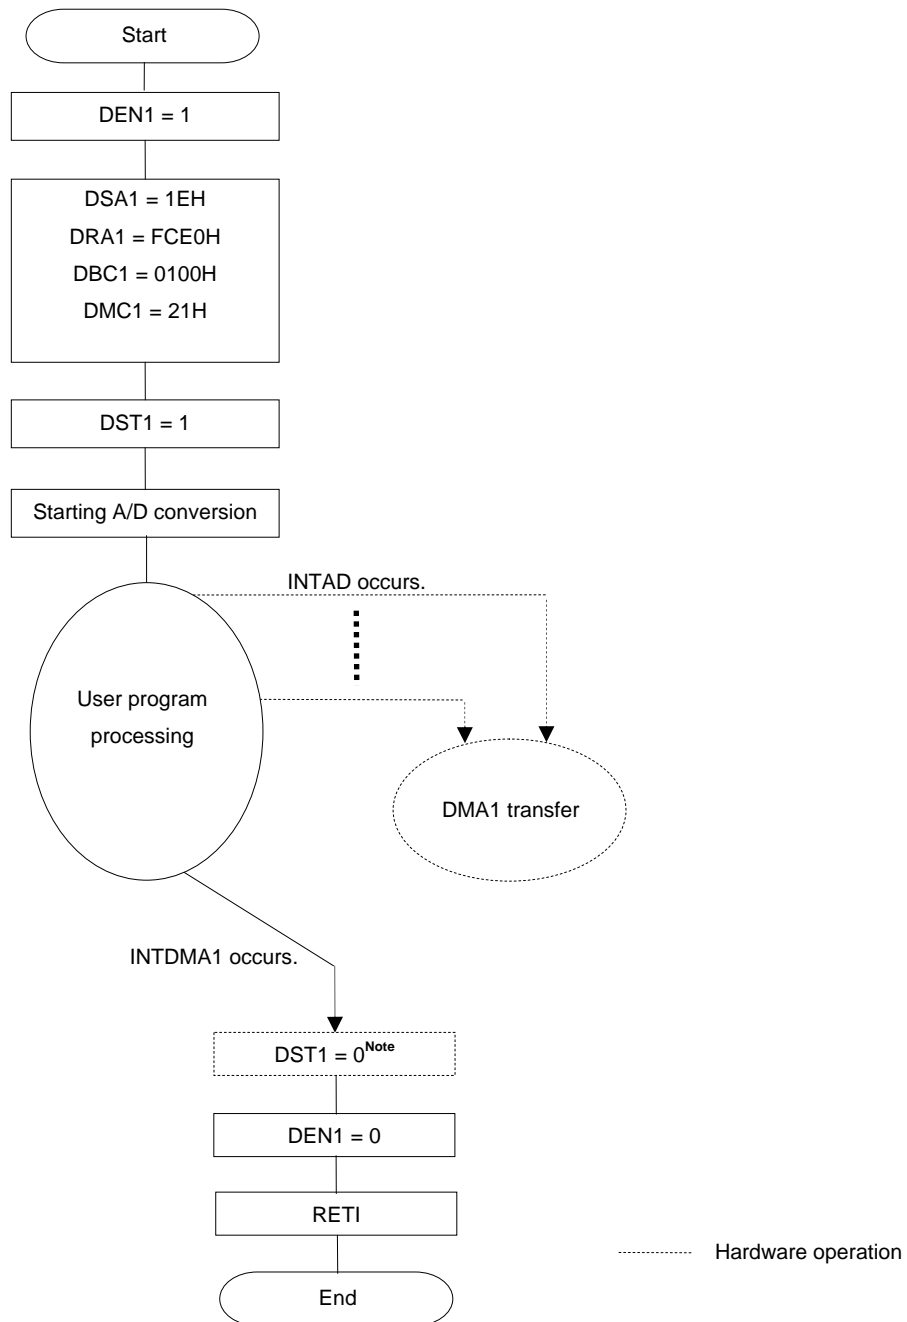 Start
DEN1 = 1
DSA1 = 1EH
DRA1 = FCE0H
DBC1 = 0100H
DMC1 = 21H
DST1 = 1
Starting A/D conversion
INTAD occurs.
User program
processing
DMA1 transfer
INTDMA1 occurs.
DST1 = 0Note
DEN1 = 0
RETI
Hardware operation
End